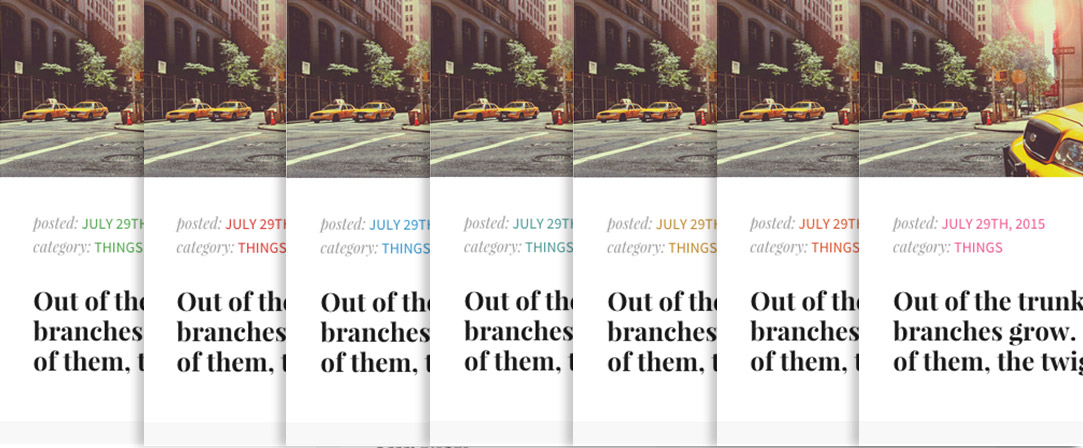 posted: JULY 29TH
category: THINGS
Out of the
branches
of them, t
posted: JULY 29TH
category: THINGS
Out of the
branches
of them, t
posted: JULY 29TH
category: THINGS
Out of the
branches
of them, t
posted: JULY 29TH
category: THINGS
Out of the
branches
of them, t
posted: JULY 29TH
category: THINGS
Out of the
branches
of them, t
posted: JULY 29TH
category: THINGS
Out of the
branches
of them, t
posted: JULY 29TH, 2015
category: THINGS
Out of the trunk
branches grow.
of them, the twig